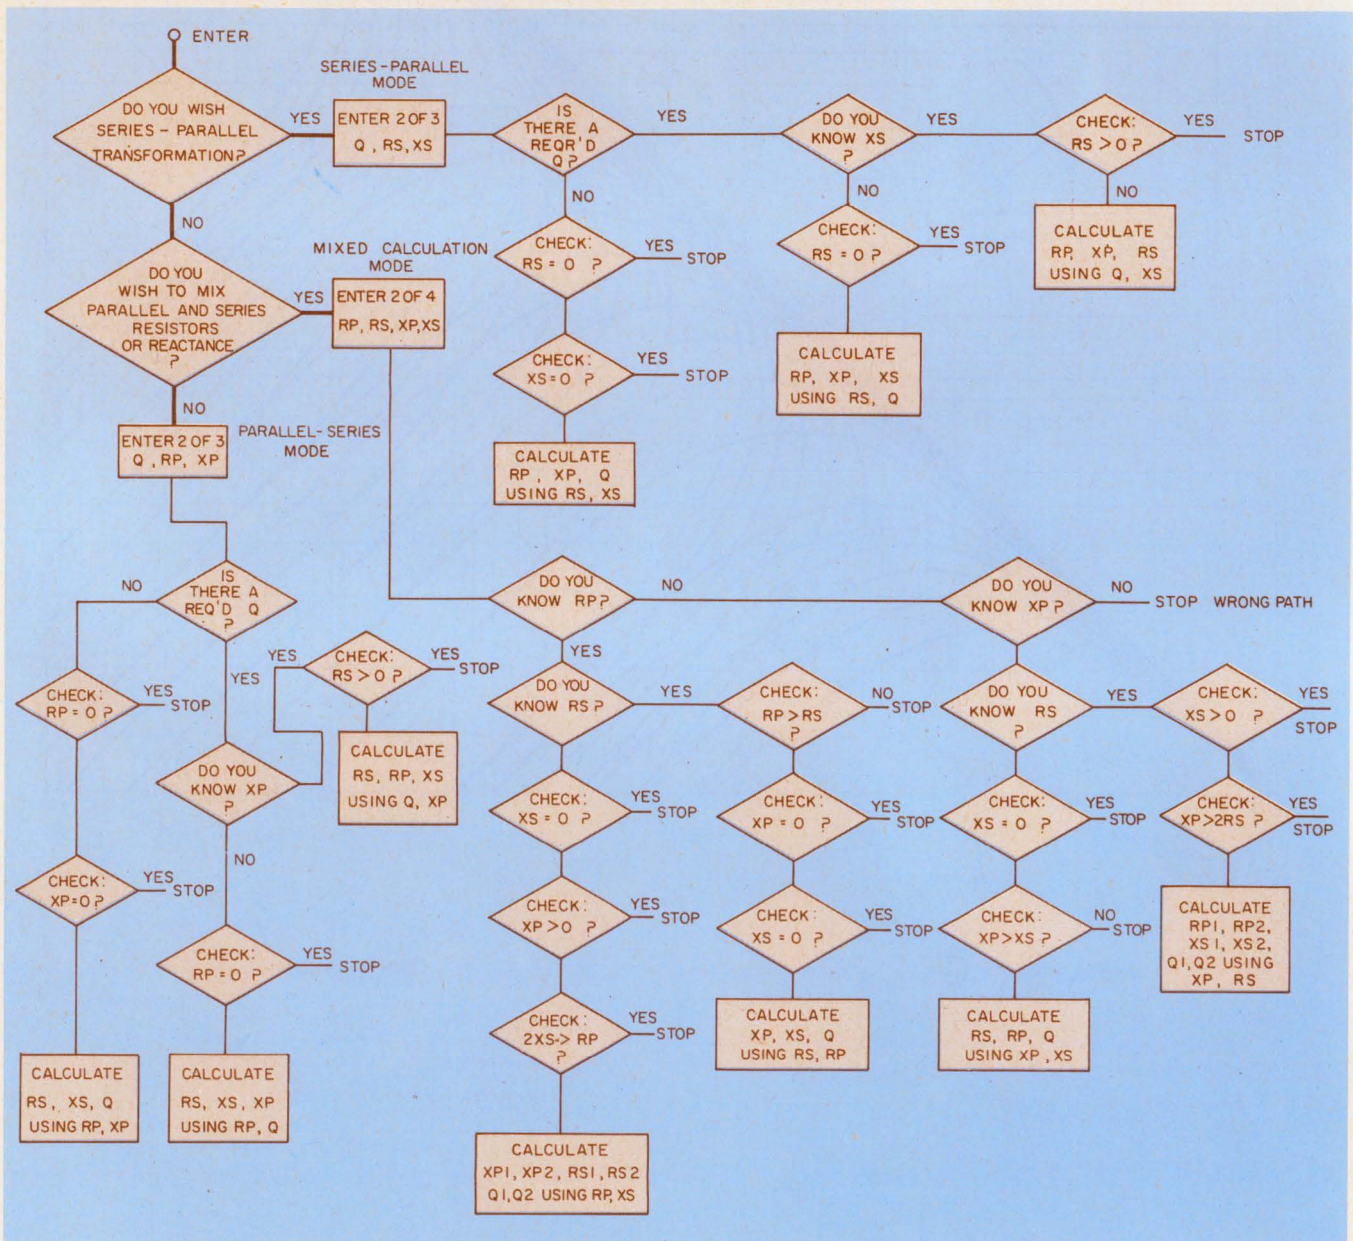 ENTER
DO YOU WISH
SERIES - PARALLEL
TRANSFORMATION?
YES
NO
SERIES-PARALLEL
MODE
ENTER 2 OF 3
Q , RS, XS
IS
THERE A
REQR'D
Q ?
YES
NO
DO YOU
KNOW XS
?
YES
NO
CHECK:
RS > 0 ?
YES
STOP
NO
CALCULATE
RP, XP, RS
USING Q, XS
CHECK:
RS = 0 ?
YES
STOP
CALCULATE
RP, XP, XS
USING RS, Q
CHECK:
RS = 0 ?
YES
STOP
CHECK:
XS = 0 ?
YES
STOP
CALCULATE
RP , XP, Q
USING RS, XS
DO YOU
WISH TO MIX
PARALLEL AND SERIES
RESISTORS
OR REACTANCE
?
YES
NO
MIXED CALCULATION
MODE
ENTER 2 OF 4
RP, RS, XP, XS
ENTER 2 OF 3
Q , RP, XP
PARALLEL-SERIES
MODE
IS
THERE A
REQ'D Q
?
NO
YES
CHECK:
RP = 0 ?
YES
STOP
CHECK:
XP = 0 ?
YES
STOP
CALCULATE
RS, XS, Q
USING RP, XP
DO YOU
KNOW XP
?
YES
NO
CHECK:
RS > 0 ?
YES
STOP
CALCULATE
RS, RP, XS
USING Q, XP
CHECK:
RP = 0 ?
YES
STOP
CALCULATE
RS, XS, XP
USING RP, Q
DO YOU
KNOW RP?
NO
YES
DO YOU
KNOW RS?
YES
CHECK:
XS = 0 ?
YES
STOP
CHECK:
XP > 0 ?
YES
STOP
CHECK:
2XS-> RP
?
YES
STOP
CALCULATE
XP1, XP2, RS1, RS2
Q1,Q2 USING RP, XS
CHECK:
RP > RS
?
NO
STOP
CHECK:
XP = 0 ?
YES
STOP
CHECK:
XS = 0 ?
YES
STOP
CALCULATE
XP, XS, Q
USING RS, RP
DO YOU
KNOW XP?
NO
STOP WRONG PATH
DO YOU
KNOW RS
?
YES
CHECK:
XS = 0 ?
YES
STOP
CHECK:
XP>XS ?
NO
STOP
CALCULATE
RS, RP, Q
USING XP , XS
CHECK:
XS > 0 ?
YES
STOP
CHECK:
XP>2RS ?
YES
STOP
CALCULATE
RP1, RP2,
XS1, XS2,
Q1,Q2 USING
XP , RS